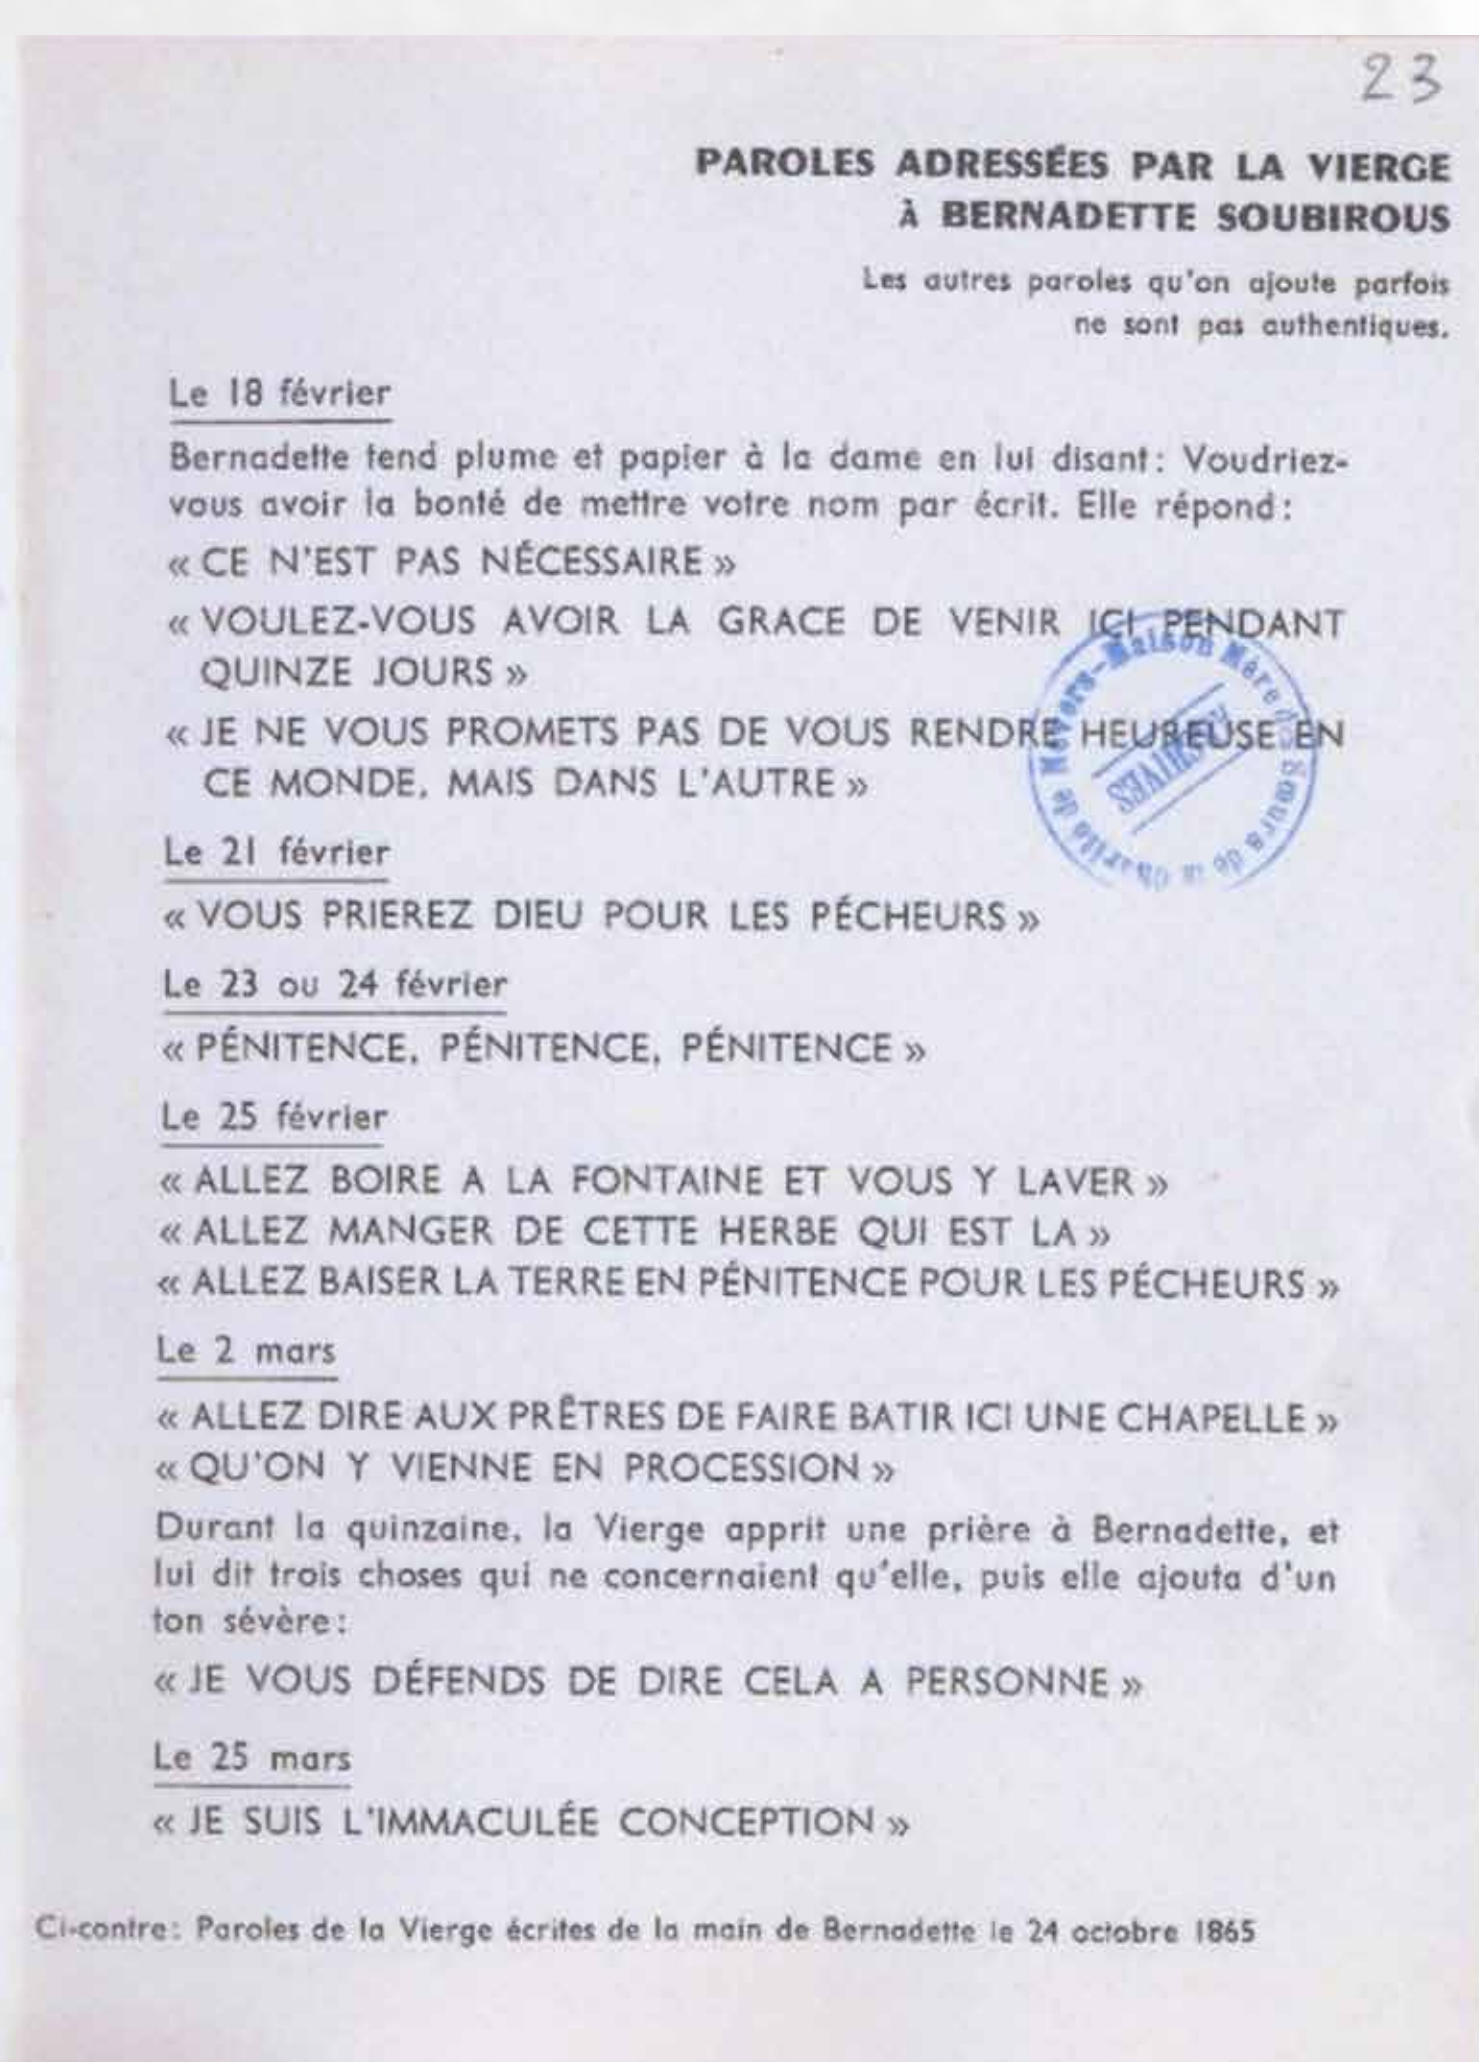 23
PAROLES ADRESSÉES PAR LA VIERGE
À BERNADETTE SOUBIROUS
Les autres paroles qu'on ajoute parfois
ne sont pas authentiques.
Le 18 février
Bernadette tend plume et papier à la dame en lui disant: Voudriez-
vous avoir la bonté de mettre votre nom par écrit. Elle répond:
« CE N'EST PAS NÉCESSAIRE »
« VOULEZ-VOUS AVOIR LA GRACE DE VENIR ICI PENDANT
QUINZE JOURS »
« JE NE VOUS PROMETS PAS DE VOUS RENDRE HEUREUSE EN
CE MONDE, MAIS DANS L'AUTRE »
Maison Mère des Sœurs de la Charité de Nevers-
ARCHIVES
Le 21 février
« VOUS PRIEREZ DIEU POUR LES PÉCHEURS »
Le 23 ou 24 février
« PÉNITENCE, PÉNITENCE, PÉNITENCE »
Le 25 février
« ALLEZ BOIRE A LA FONTAINE ET VOUS Y LAVER »
« ALLEZ MANGER DE CETTE HERBE QUI EST LA »
« ALLEZ BAISER LA TERRE EN PÉNITENCE POUR LES PÉCHEURS »
Le 2 mars
« ALLEZ DIRE AUX PRÊTRES DE FAIRE BATIR ICI UNE CHAPELLE »
« QU'ON Y VIENNE EN PROCESSION »
Durant la quinzaine, la Vierge apprit une prière à Bernadette, et
lui dit trois choses qui ne concernaient qu'elle, puis elle ajouta d'un
ton sévère:
« JE VOUS DÉFENDS DE DIRE CELA A PERSONNE »
Le 25 mars
« JE SUIS L'IMMACULÉE CONCEPTION »
Ci-contre: Paroles de la Vierge écrites de la main de Bernadette le 24 octobre 1865